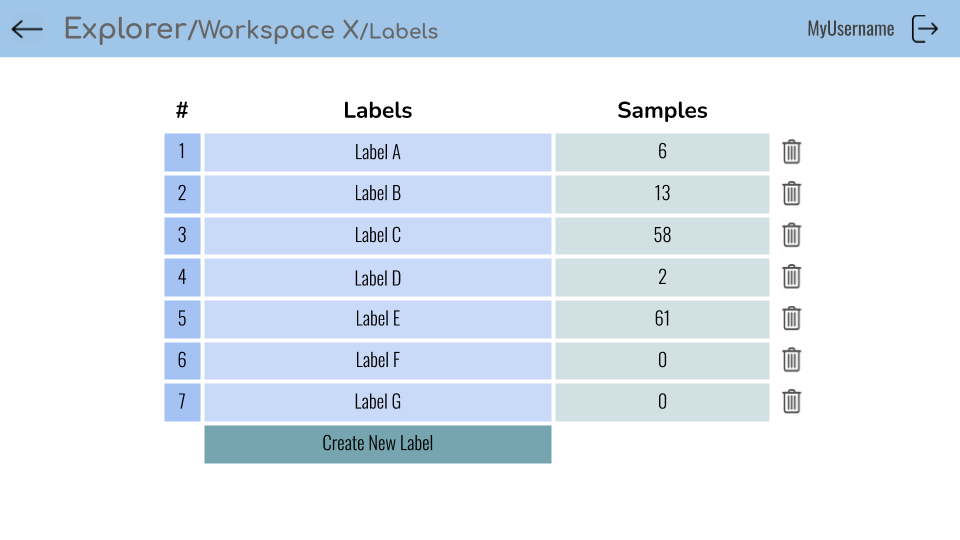 Explorer/Workspace X/Labels MyUsername
# Labels Samples
1 Label A 6
2 Label B 13
3 Label C 58
4 Label D 2
5 Label E 61
6 Label F 0
7 Label G 0
Create New Label